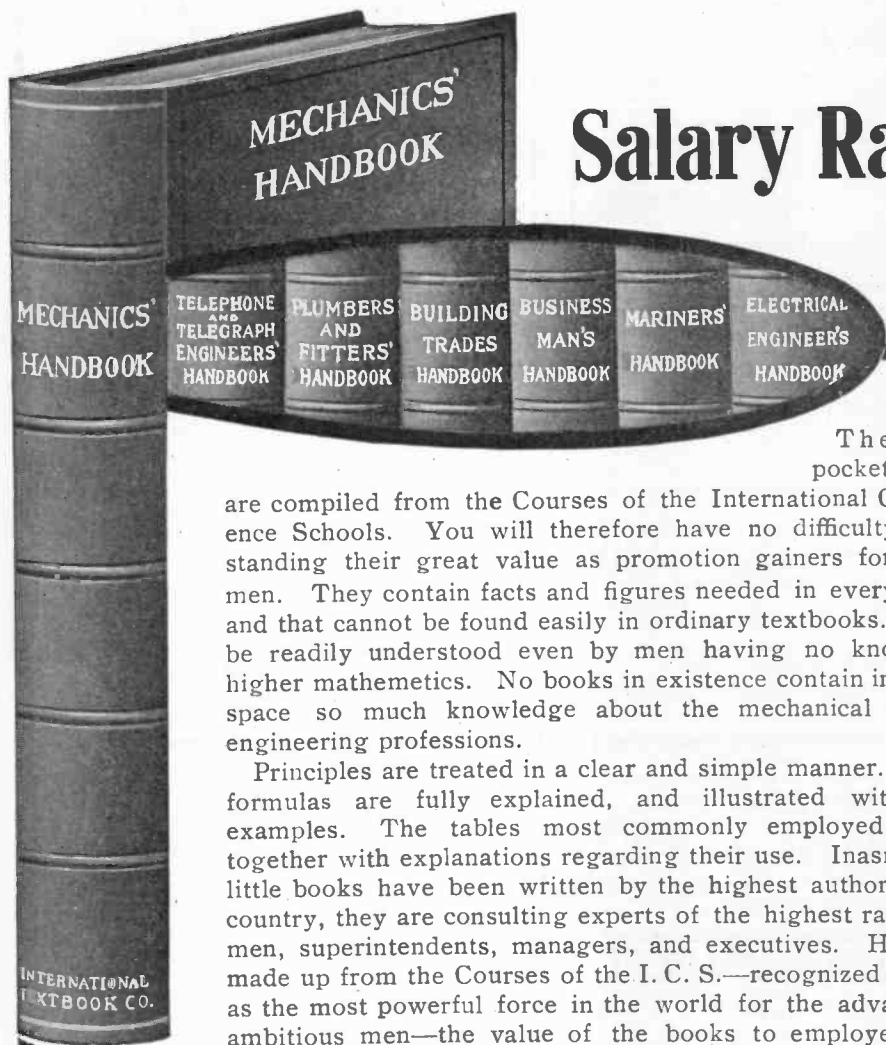 MECHANICS'
HANDBOOK
Salary Ra
MECHANICS'
HANDBOOK
TELEPHONE
AND
TELEGRAPH
ENGINEERS'
HANDBOOK
PLUMBERS'
AND
FITTERS'
HANDBOOK
BUILDING
TRADES
HANDBOOK
BUSINESS
MAN'S
HANDBOOK
MARINERS'
HANDBOOK
ELECTRICAL
ENGINEER'S
HANDBOOK
INTERNATIONAL
TEXTBOOK CO.
The
pocket
are compiled from the Courses of the International C
ence Schools. You will therefore have no difficulty
standing their great value as promotion gainers for
men. They contain facts and figures needed in every
and that cannot be found easily in ordinary textbooks.
be readily understood even by men having no kno
higher mathemetics. No books in existence contain in
space so much knowledge about the mechanical
engineering professions.
Principles are treated in a clear and simple manner.
formulas are fully explained, and illustrated wit
examples. The tables most commonly employed
together with explanations regarding their use. Inasm
little books have been written by the highest author
country, they are consulting experts of the highest ra
men, superintendents, managers, and executives. H
made up from the Courses of the I. C. S.—recognized
as the most powerful force in the world for the adva
ambitious men—the value of the books to employe